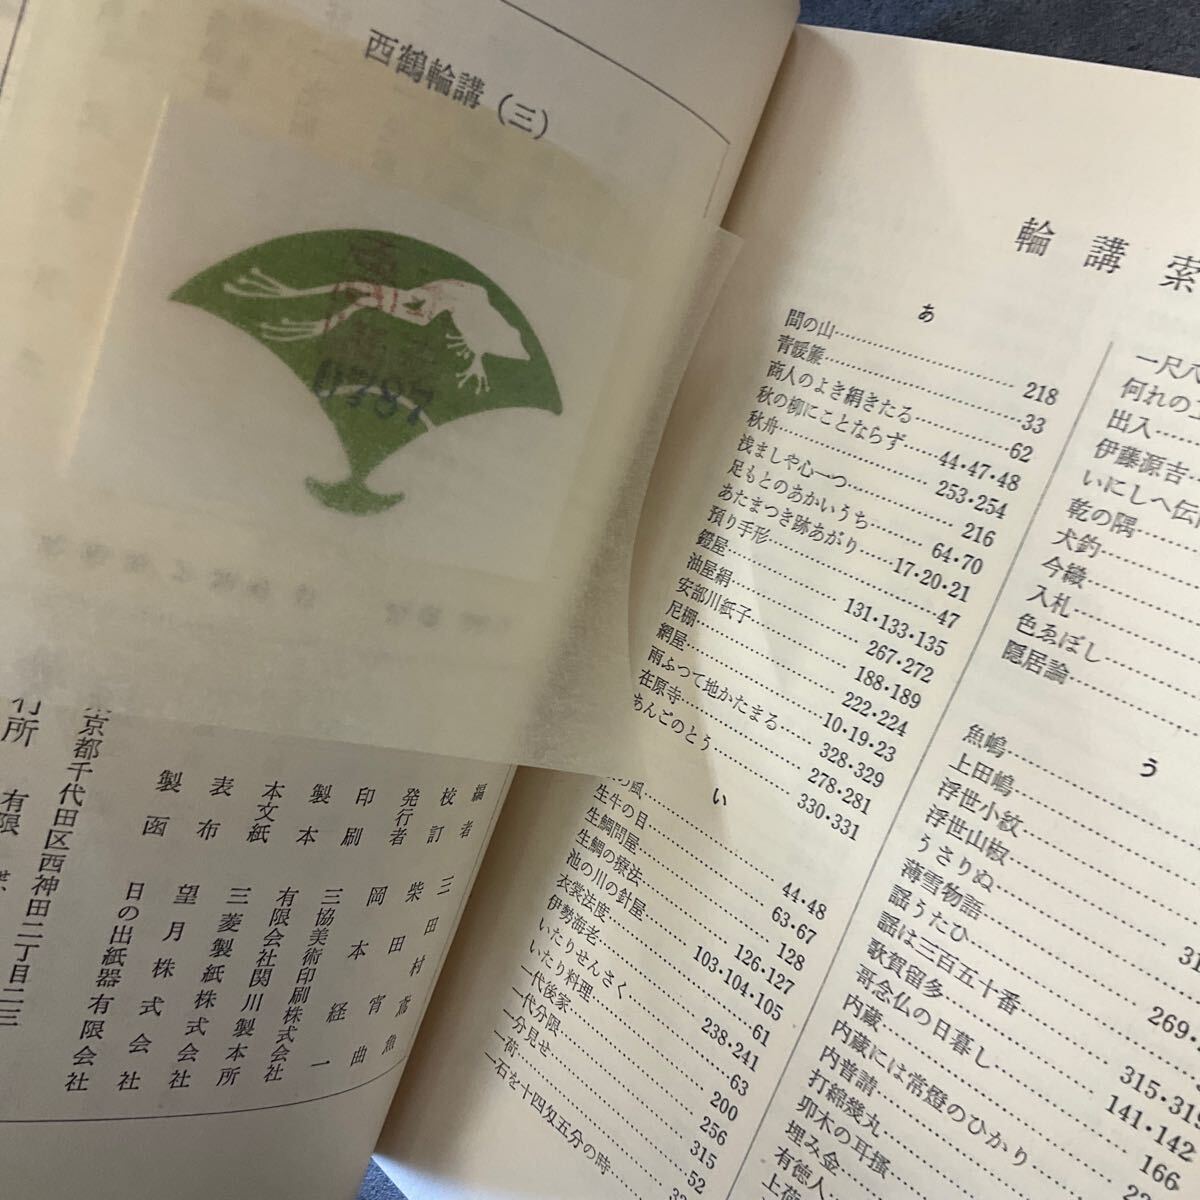 西鶴輪講(三)
0487
編者 三田村鳶魚
校訂 柴田宵曲
発行者 岡本経一
印刷 三協美術印刷株式会社
製本 有限会社関川製本所
本文紙 三菱製紙株式会社
表布 望月株式会社
製函 日の出紙器有限会社
京都千代田区西神田二丁目二三
行所 有限
輪講索
あ
間の山 218
青暖簾 33
商人のよき絹きたる 62
秋の柳にことならず 44・47・48
秋舟 253・254
浅ましや心一つ 216
足もとのあかいうち 64・70
あたまつき跡あがり 17・20・21
預り手形 47
鐙屋 131・133・135
油屋絹 267・272
安部川紙子 188・189
尼棚 222・224
網屋 10・19・23
雨ふつて地かたまる 328・329
在原寺 278・281
あんごのとう 330・331
い
風 44・48
生牛の目 63・67
生鯛問屋 128
生鯛の療法 126・127
池の川の針屋 103・104・105
衣裳法度 61
伊勢海老 238・241
いたりせんさく 63
いたり料理 200
一代後家 256
一代分限 315
一分見せ 52
一荷
一石を十四匁五分の時
一尺八
何れの
出入
伊藤源吉
いにしへ伝
乾の隅
犬釣
今織
入札
色ゑぼし
隠居論
う
魚嶋
上田嶋
浮世小紋
浮世山椒
うさりぬ
薄雪物語
謡うたひ
謡は三百五十番
歌賀留多 269
哥念仏の日暮し
内蔵 315・319
内蔵には常燈のひかり 141・142
内普請 166
打綿幾丸
卯木の耳搔
埋み金
有徳人
上荷